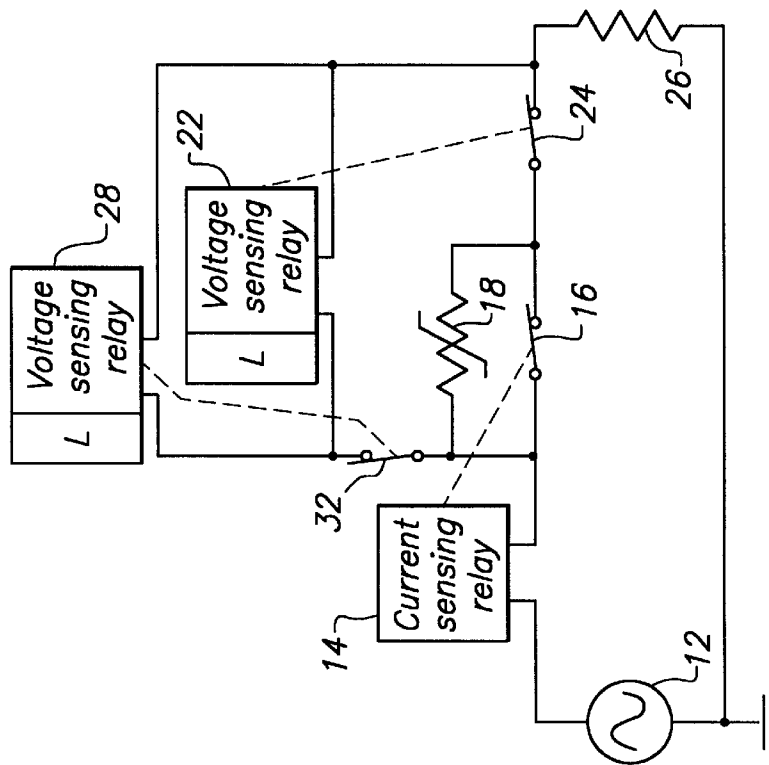 28
Voltage
sensing
relay
L
22
Voltage
sensing
relay
L
24
26
18
16
32
14
Current
sensing
relay
12